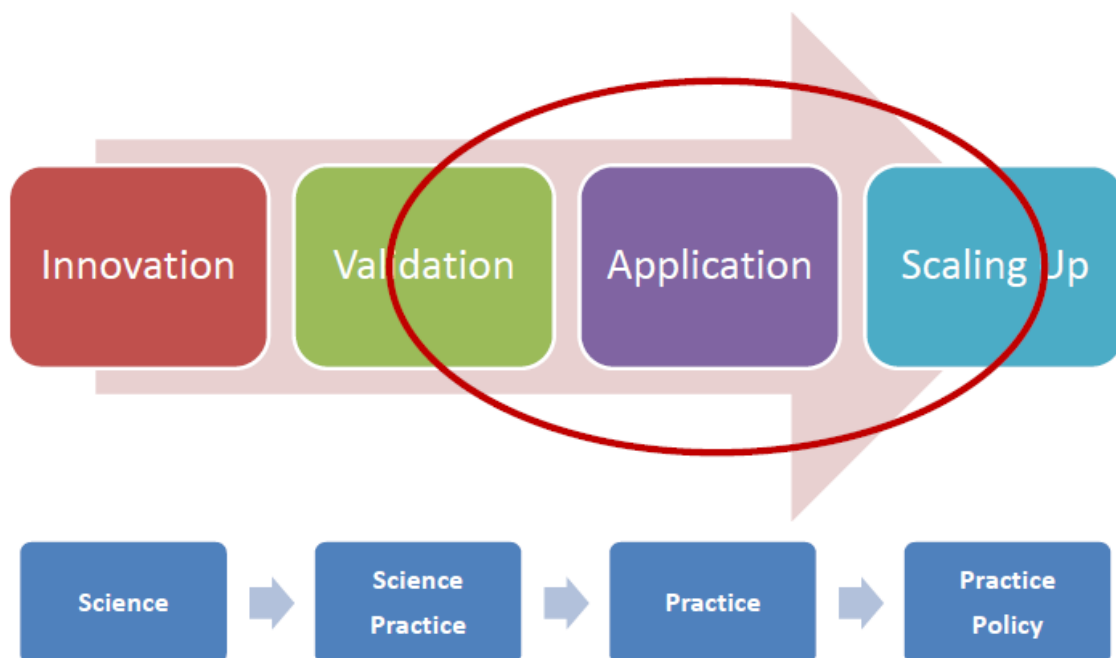 Innovation
Validation
Application
Scaling Up
Science
Science
Practice
Practice
Practice
Policy